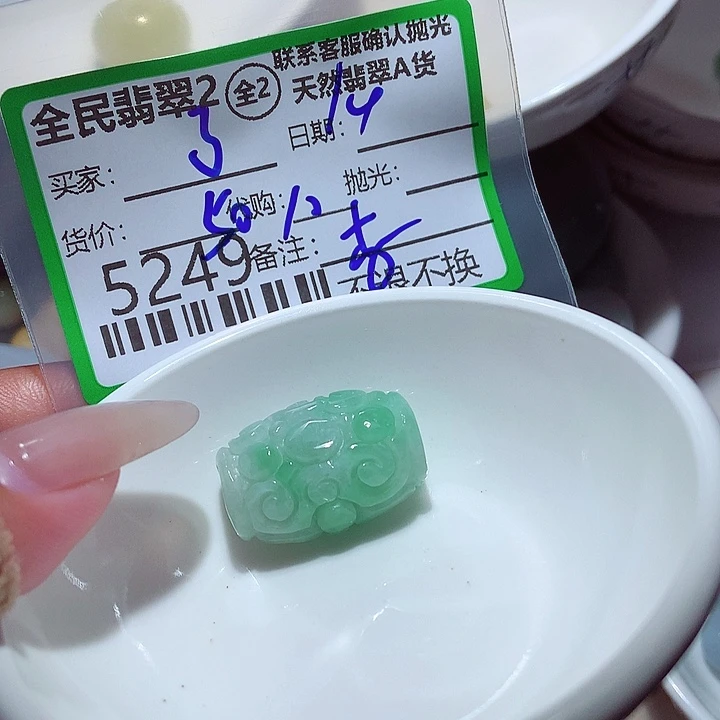 全民翡翠2 全2 联系客服确认抛光
天然翡翠A货
买家: 3 日期: 14
货价: 50 代购: 10 抛光:
5249 备注:
不退不换